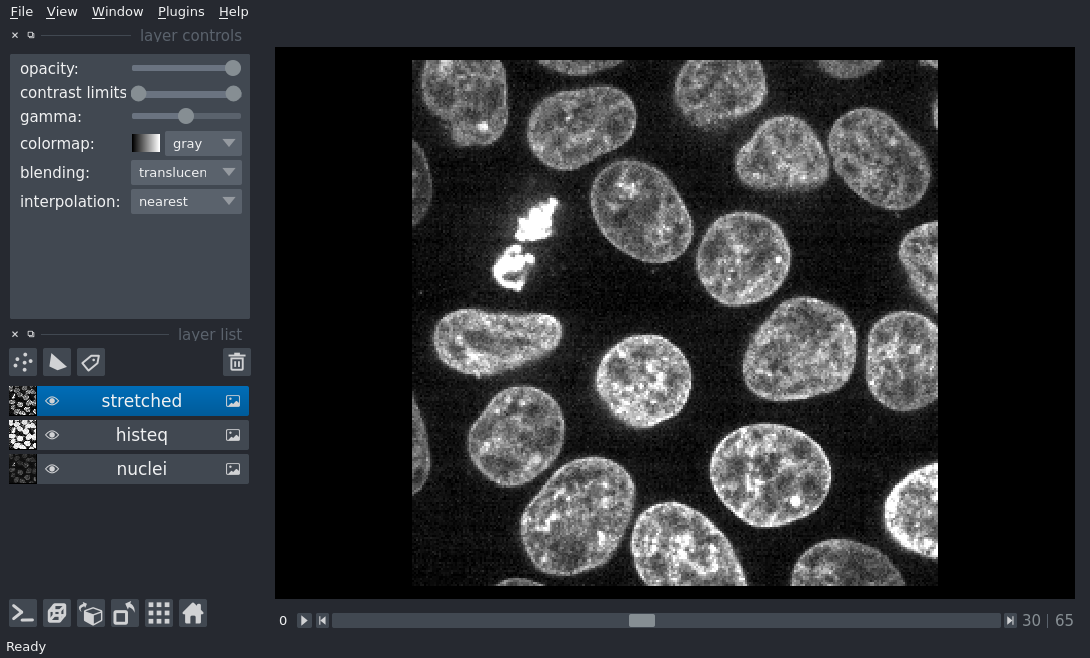 File View Window Plugins Help
layer controls
opacity:
contrast limits
gamma:
colormap: gray
blending: translucen
interpolation: nearest
layer list
stretched
histeq
nuclei
0 30 | 65
Ready